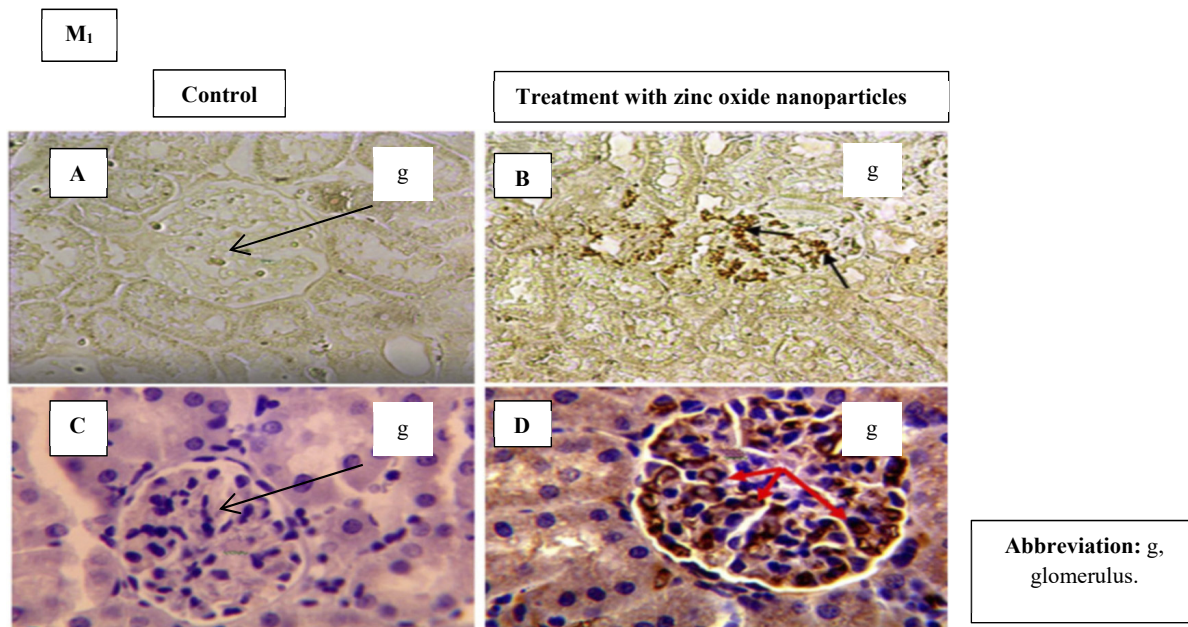 M₁
Control
Treatment with zinc oxide nanoparticles
A
g
B
g
C
g
D
g
Abbreviation: g,
glomerulus.